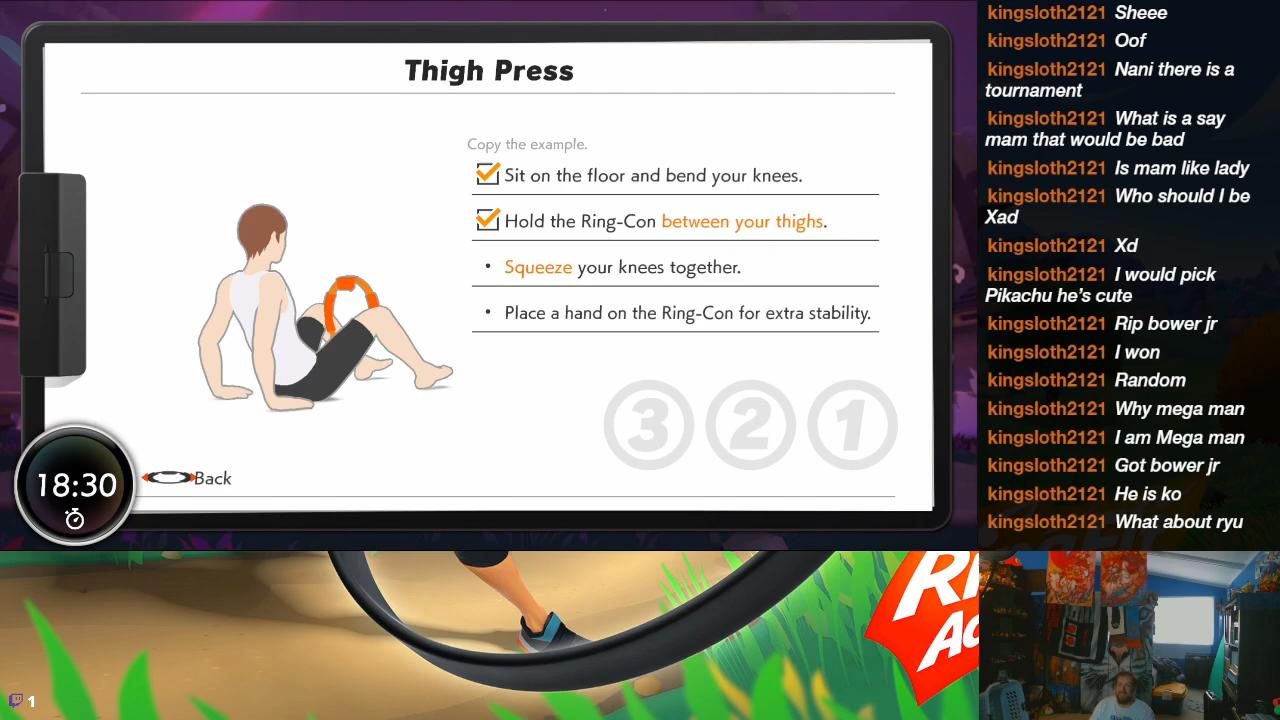 Thigh Press
Copy the example.
Sit on the floor and bend your knees.
Hold the Ring-Con between your thighs.
• Squeeze your knees together.
• Place a hand on the Ring-Con for extra stability.
3 2 1
18:30
Back
1
kingsloth2121 Sheee
kingsloth2121 Oof
kingsloth2121 Nani there is a
tournament
kingsloth2121 What is a say
mam that would be bad
kingsloth2121 Is mam like lady
kingsloth2121 Who should I be
Xad
kingsloth2121 Xd
kingsloth2121 I would pick
Pikachu he's cute
kingsloth2121 Rip bower jr
kingsloth2121 I won
kingsloth2121 Random
kingsloth2121 Why mega man
kingsloth2121 I am Mega man
kingsloth2121 Got bower jr
kingsloth2121 He is ko
kingsloth2121 What about ryu